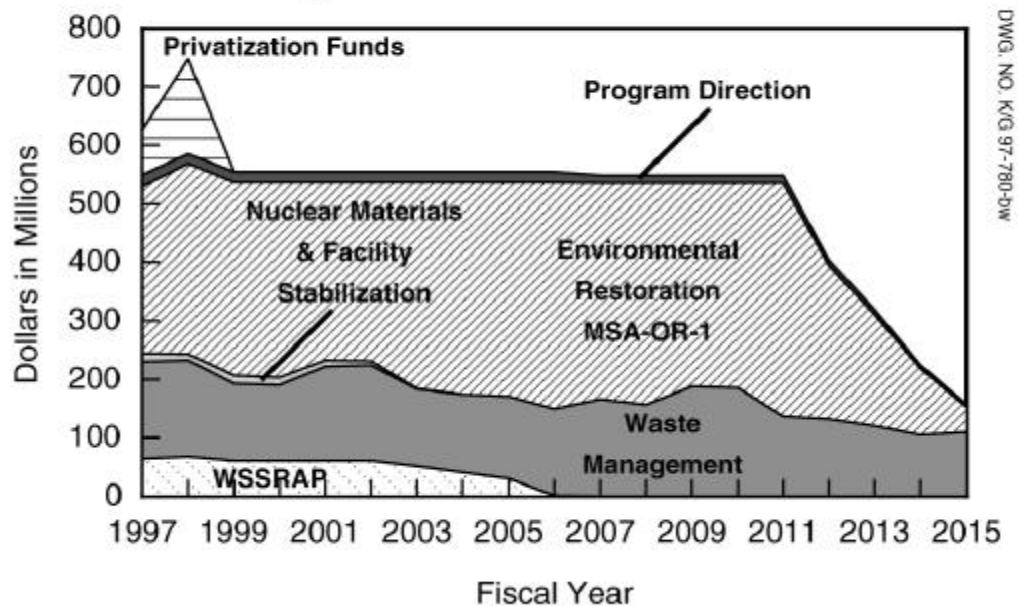 800
700
600
500
400
300
200
100
0
Dollars in Millions
Privatization Funds
Program Direction
Nuclear Materials
& Facility
Stabilization
Environmental
Restoration
MSA-OR-1
Waste
Management
WSSRAP
1997 1999 2001 2003 2005 2007 2009 2011 2013 2015
Fiscal Year
DWG. NO. K/G 97-780-bw